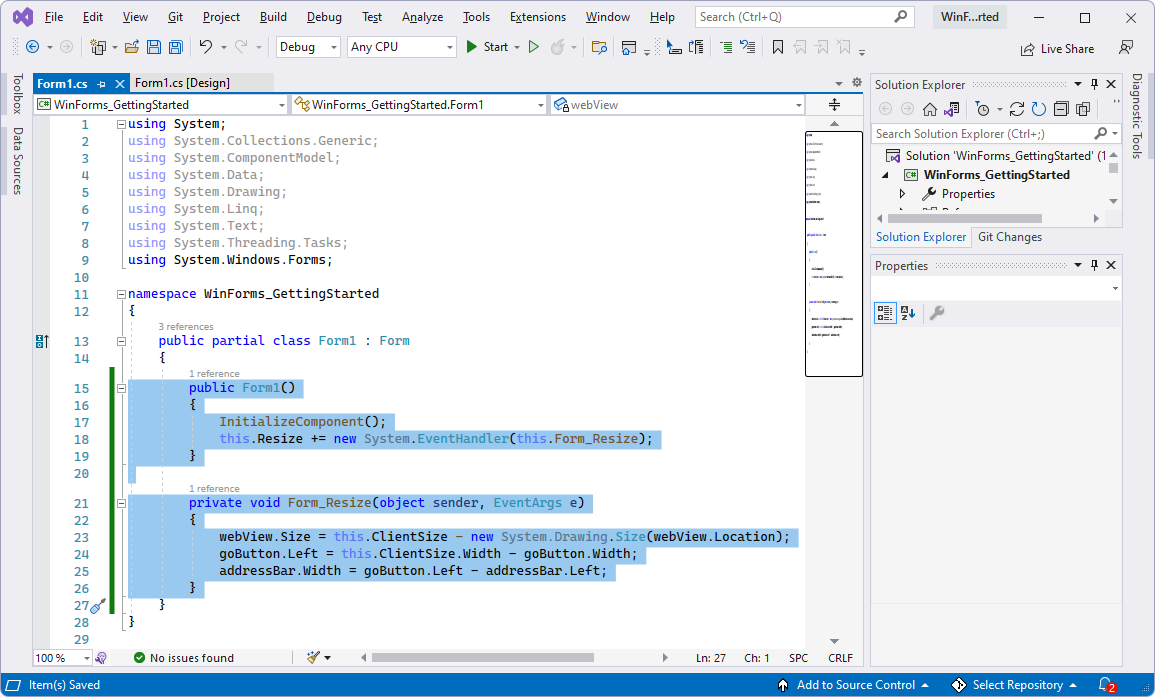 File Edit View Git Project Build Debug Test Analyze Tools Extensions Window Help Search (Ctrl+Q) WinF...rted
Debug Any CPU Start Live Share
Toolbox
Data Sources
Form1.cs Form1.cs [Design]
C# WinForms_GettingStarted WinForms_GettingStarted.Form1 webView
1 using System;
2 using System.Collections.Generic;
3 using System.ComponentModel;
4 using System.Data;
5 using System.Drawing;
6 using System.Linq;
7 using System.Text;
8 using System.Threading.Tasks;
9 using System.Windows.Forms;
10
11 namespace WinForms_GettingStarted
12 {
3 references
13 public partial class Form1 : Form
14 {
1 reference
15 public Form1()
16 {
17 InitializeComponent();
18 this.Resize += new System.EventHandler(this.Form_Resize);
19 }
20
1 reference
21 private void Form_Resize(object sender, EventArgs e)
22 {
23 webView.Size = this.ClientSize - new System.Drawing.Size(webView.Location);
24 goButton.Left = this.ClientSize.Width - goButton.Width;
25 addressBar.Width = goButton.Left - addressBar.Left;
26 }
27 }
28 }
29
100 % No issues found Ln: 27 Ch: 1 SPC CRLF
Solution Explorer
Search Solution Explorer (Ctrl+;)
Solution 'WinForms_GettingStarted' (1
C# WinForms_GettingStarted
Properties
Solution Explorer Git Changes
Properties
Diagnostic Tools
Item(s) Saved Add to Source Control Select Repository 2